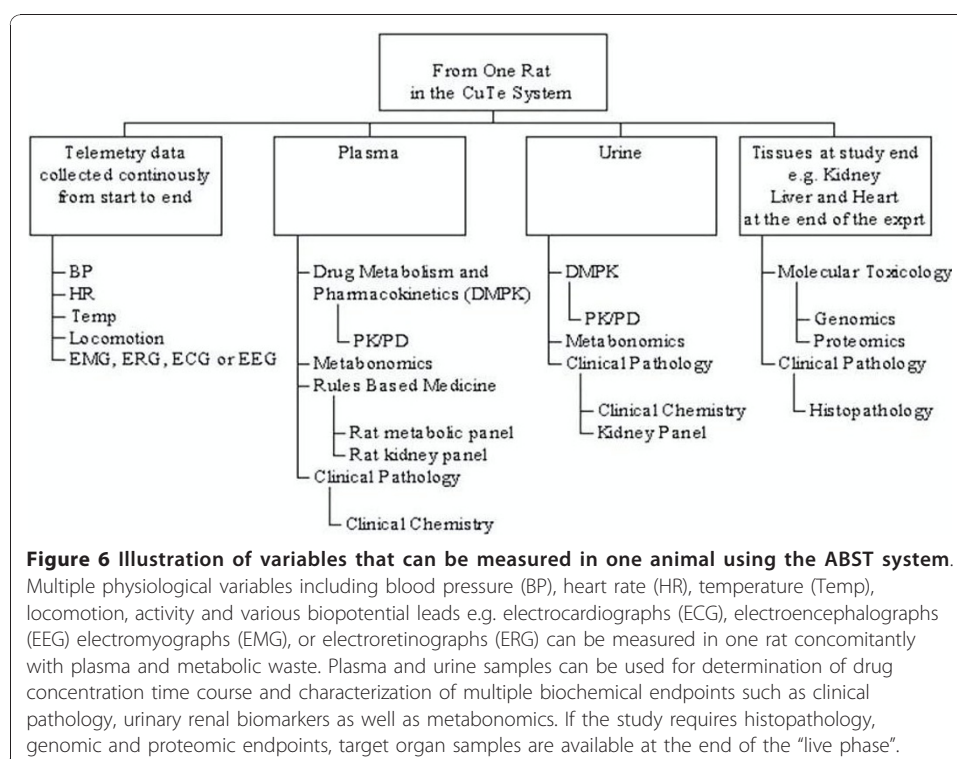 From One Rat
in the CuTe System
Telemetry data
collected continously
from start to end
BP
HR
Temp
Locomotion
EMG, ERG, ECG or EEG
Plasma
Drug Metabolism and
Pharmacokinetics (DMPK)
PK/PD
Metabonomics
Rules Based Medicine
Rat metabolic panel
Rat kidney panel
Clinical Pathology
Clinical Chemistry
Urine
DMPK
PK/PD
Metabonomics
Clinical Pathology
Clinical Chemistry
Kidney Panel
Tissues at study end
e.g. Kidney
Liver and Heart
at the end of the exprt
Molecular Toxicology
Genomics
Proteomics
Clinical Pathology
Histopathology
Figure 6 Illustration of variables that can be measured in one animal using the ABST system.
Multiple physiological variables including blood pressure (BP), heart rate (HR), temperature (Temp),
locomotion, activity and various biopotential leads e.g. electrocardiographs (ECG), electroencephalographs
(EEG) electromyographs (EMG), or electroretinographs (ERG) can be measured in one rat concomitantly
with plasma and metabolic waste. Plasma and urine samples can be used for determination of drug
concentration time course and characterization of multiple biochemical endpoints such as clinical
pathology, urinary renal biomarkers as well as metabonomics. If the study requires histopathology,
genomic and proteomic endpoints, target organ samples are available at the end of the “live phase”.